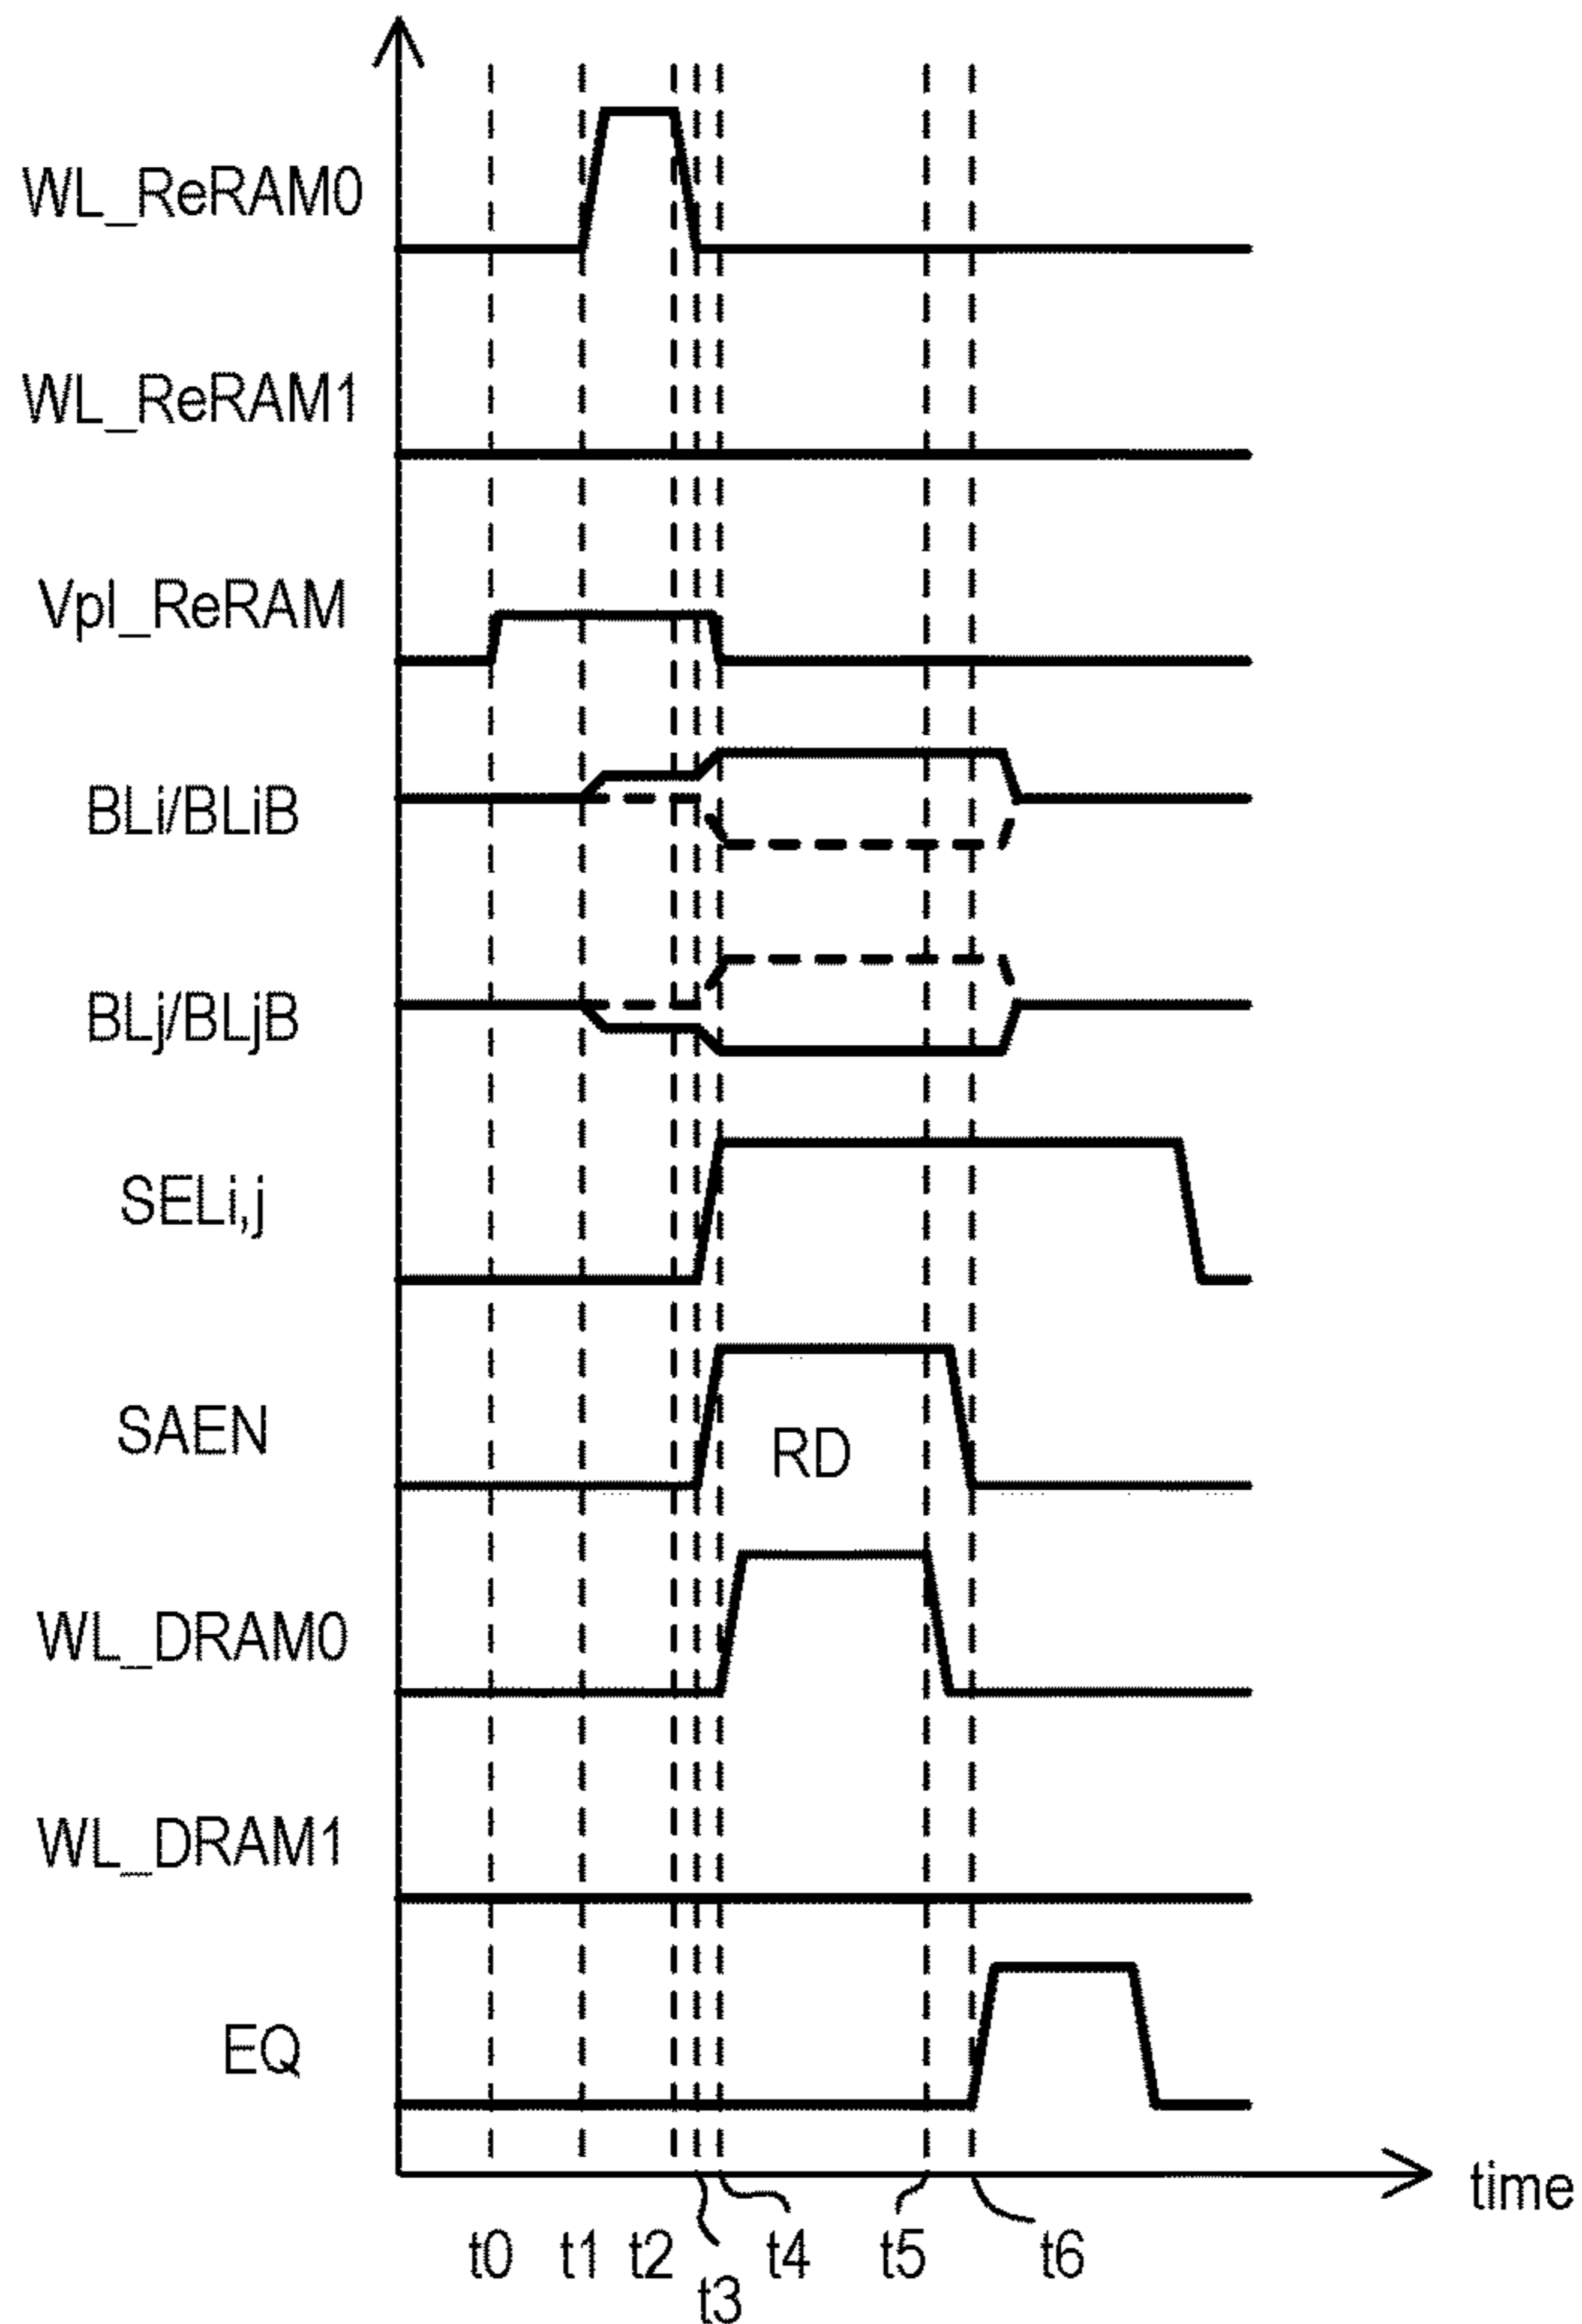 WL_ReRAM0
WL_ReRAM1
Vpl_ReRAM
BLi/BLiB
BLj/BLjB
SELi,j
SAEN
RD
WL_DRAM0
WL_DRAM1
EQ
time
t0 t1 t2 t3 t4 t5 t6